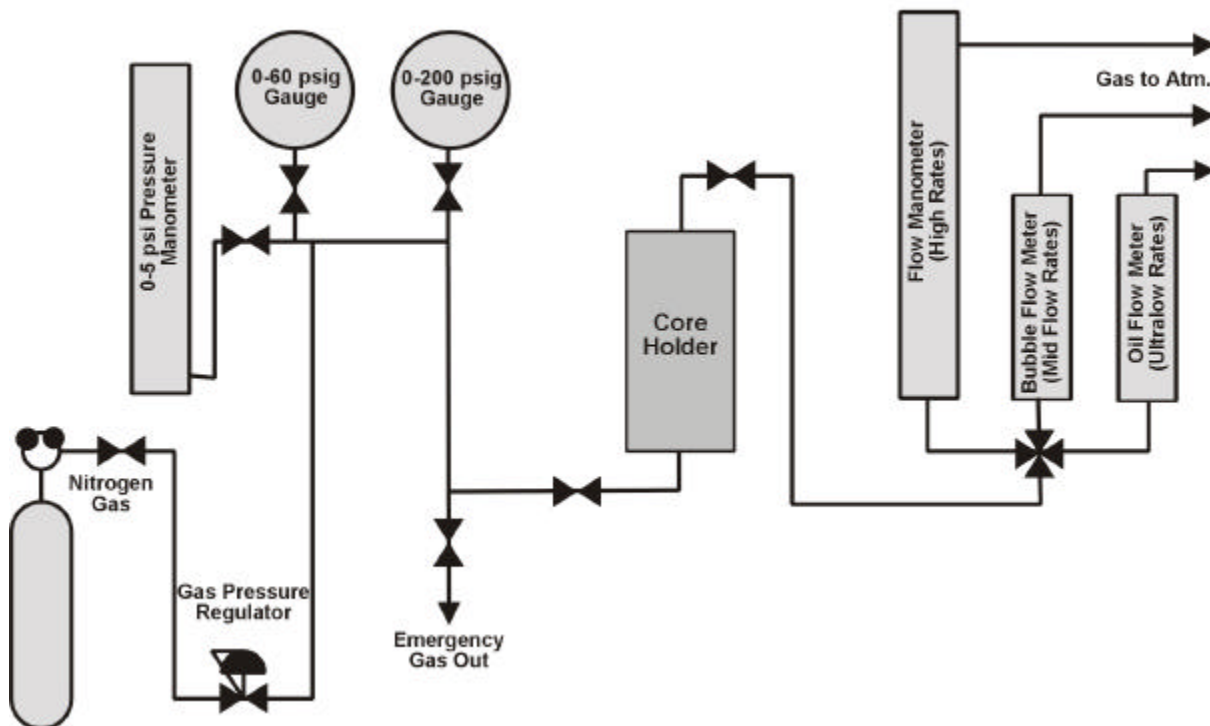 0-60 psig
Gauge
0-200 psig
Gauge
0-5 psi Pressure
Manometer
Flow Manometer
(High Rates)
Gas to Atm.
Bubble Flow Meter
(Mid Flow Rates)
Oil Flow Meter
(Ultralow Rates)
Core
Holder
Nitrogen
Gas
Gas Pressure
Regulator
Emergency
Gas Out